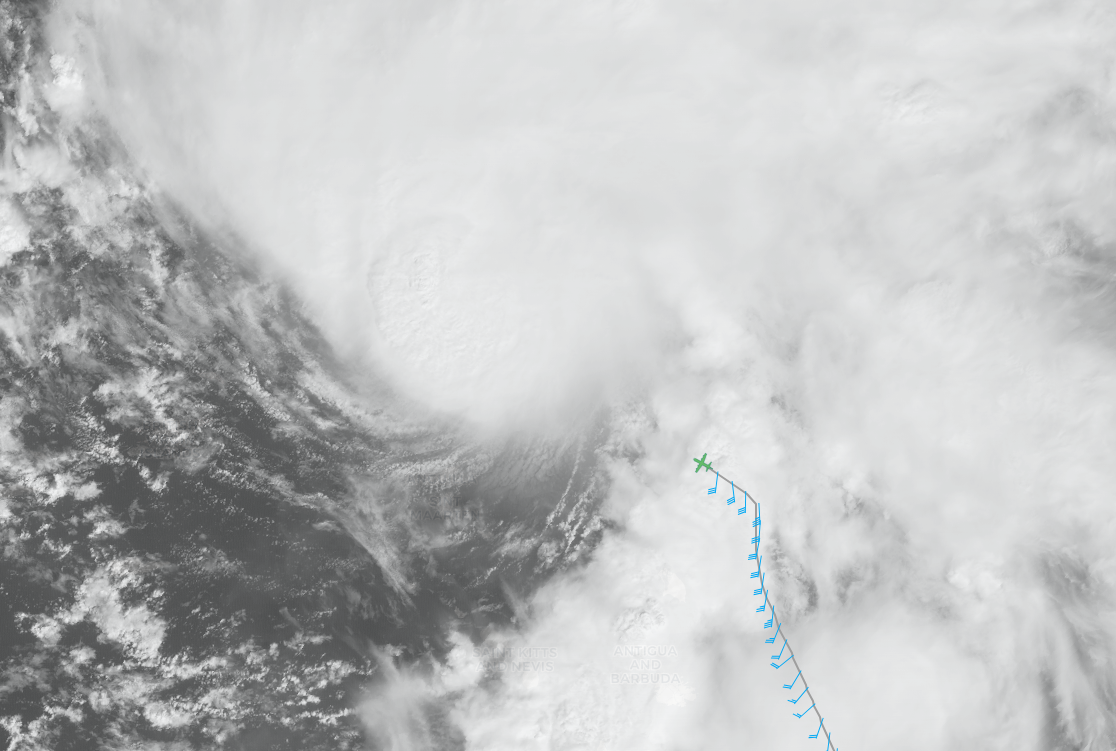 SAINT KITTS
AND NEVIS
ANTIGUA
AND
BARBUDA